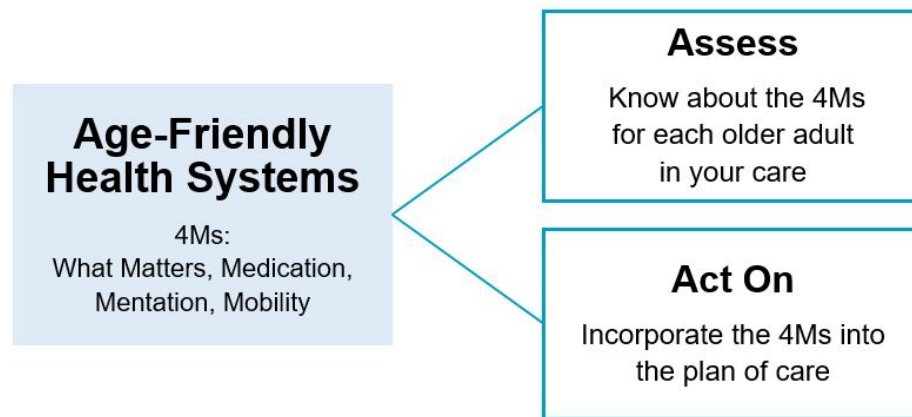 Age-Friendly
Health Systems
4Ms:
What Matters, Medication,
Mentation, Mobility
Assess
Know about the 4Ms
for each older adult
in your care
Act On
Incorporate the 4Ms into
the plan of care